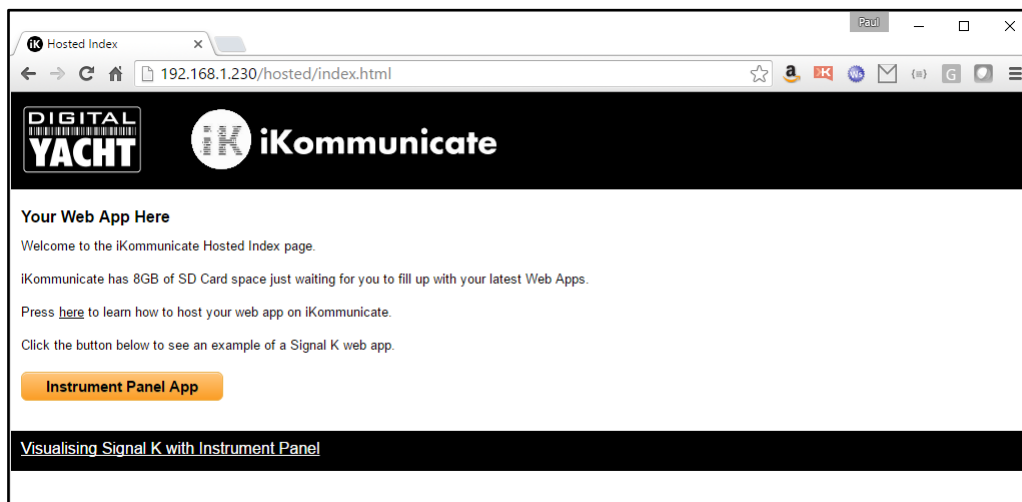 Paul
iK Hosted Index
192.168.1.230/hosted/index.html
DIGITAL
YACHT
iK iKommunicate
Your Web App Here
Welcome to the iKommunicate Hosted Index page.
iKommunicate has 8GB of SD Card space just waiting for you to fill up with your latest Web Apps.
Press here to learn how to host your web app on iKommunicate.
Click the button below to see an example of a Signal K web app.
Instrument Panel App
Visualising Signal K with Instrument Panel